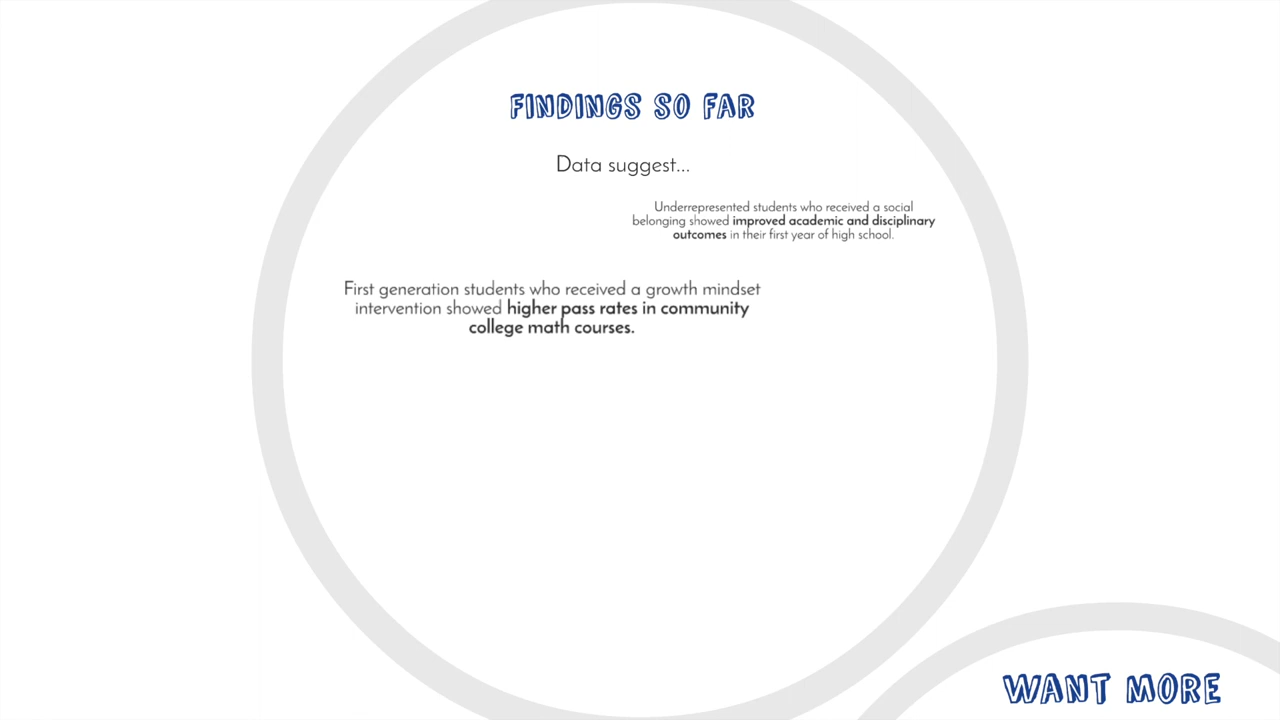 FINDINGS SO FAR
Data suggest...
Underrepresented students who received a social
belonging showed improved academic and disciplinary
outcomes in their first year of high school.
First generation students who received a growth mindset
intervention showed higher pass rates in community
college math courses.
WANT MORE